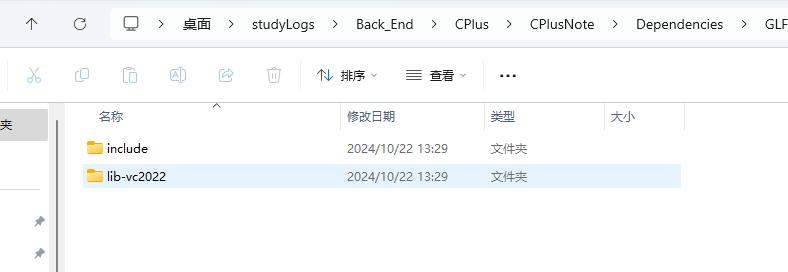 桌面 > studyLogs > Back_End > CPlus > CPlusNote > Dependencies > GLF
排序 查看
夹
名称 修改日期 类型 大小
include 2024/10/22 13:29 文件夹
lib-vc2022 2024/10/22 13:29 文件夹